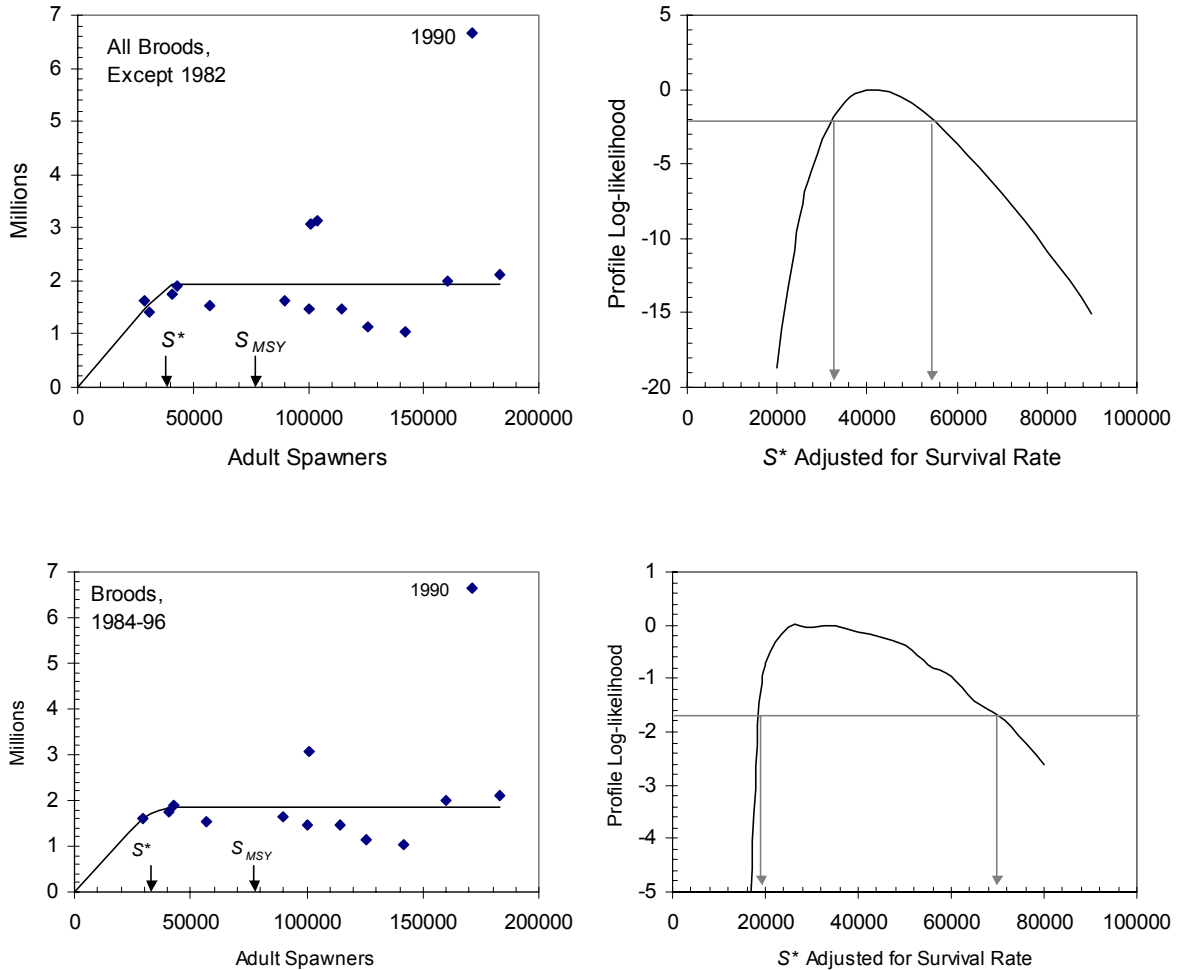 7
6
5
4
3
2
1
0
Millions
All Broods,
Except 1982
1990
S*
S MSY
0 50000 100000 150000 200000
Adult Spawners
5
0
-5
-10
-15
-20
Profile Log-likelihood
0 20000 40000 60000 80000 100000
S* Adjusted for Survival Rate
7
6
5
4
3
2
1
0
Millions
Broods,
1984-96
1990
S*
S MSY
0 50000 100000 150000 200000
Adult Spawners
1
0
-1
-2
-3
-4
-5
Profile Log-likelihood
0 20000 40000 60000 80000 100000
S* Adjusted for Survival Rate